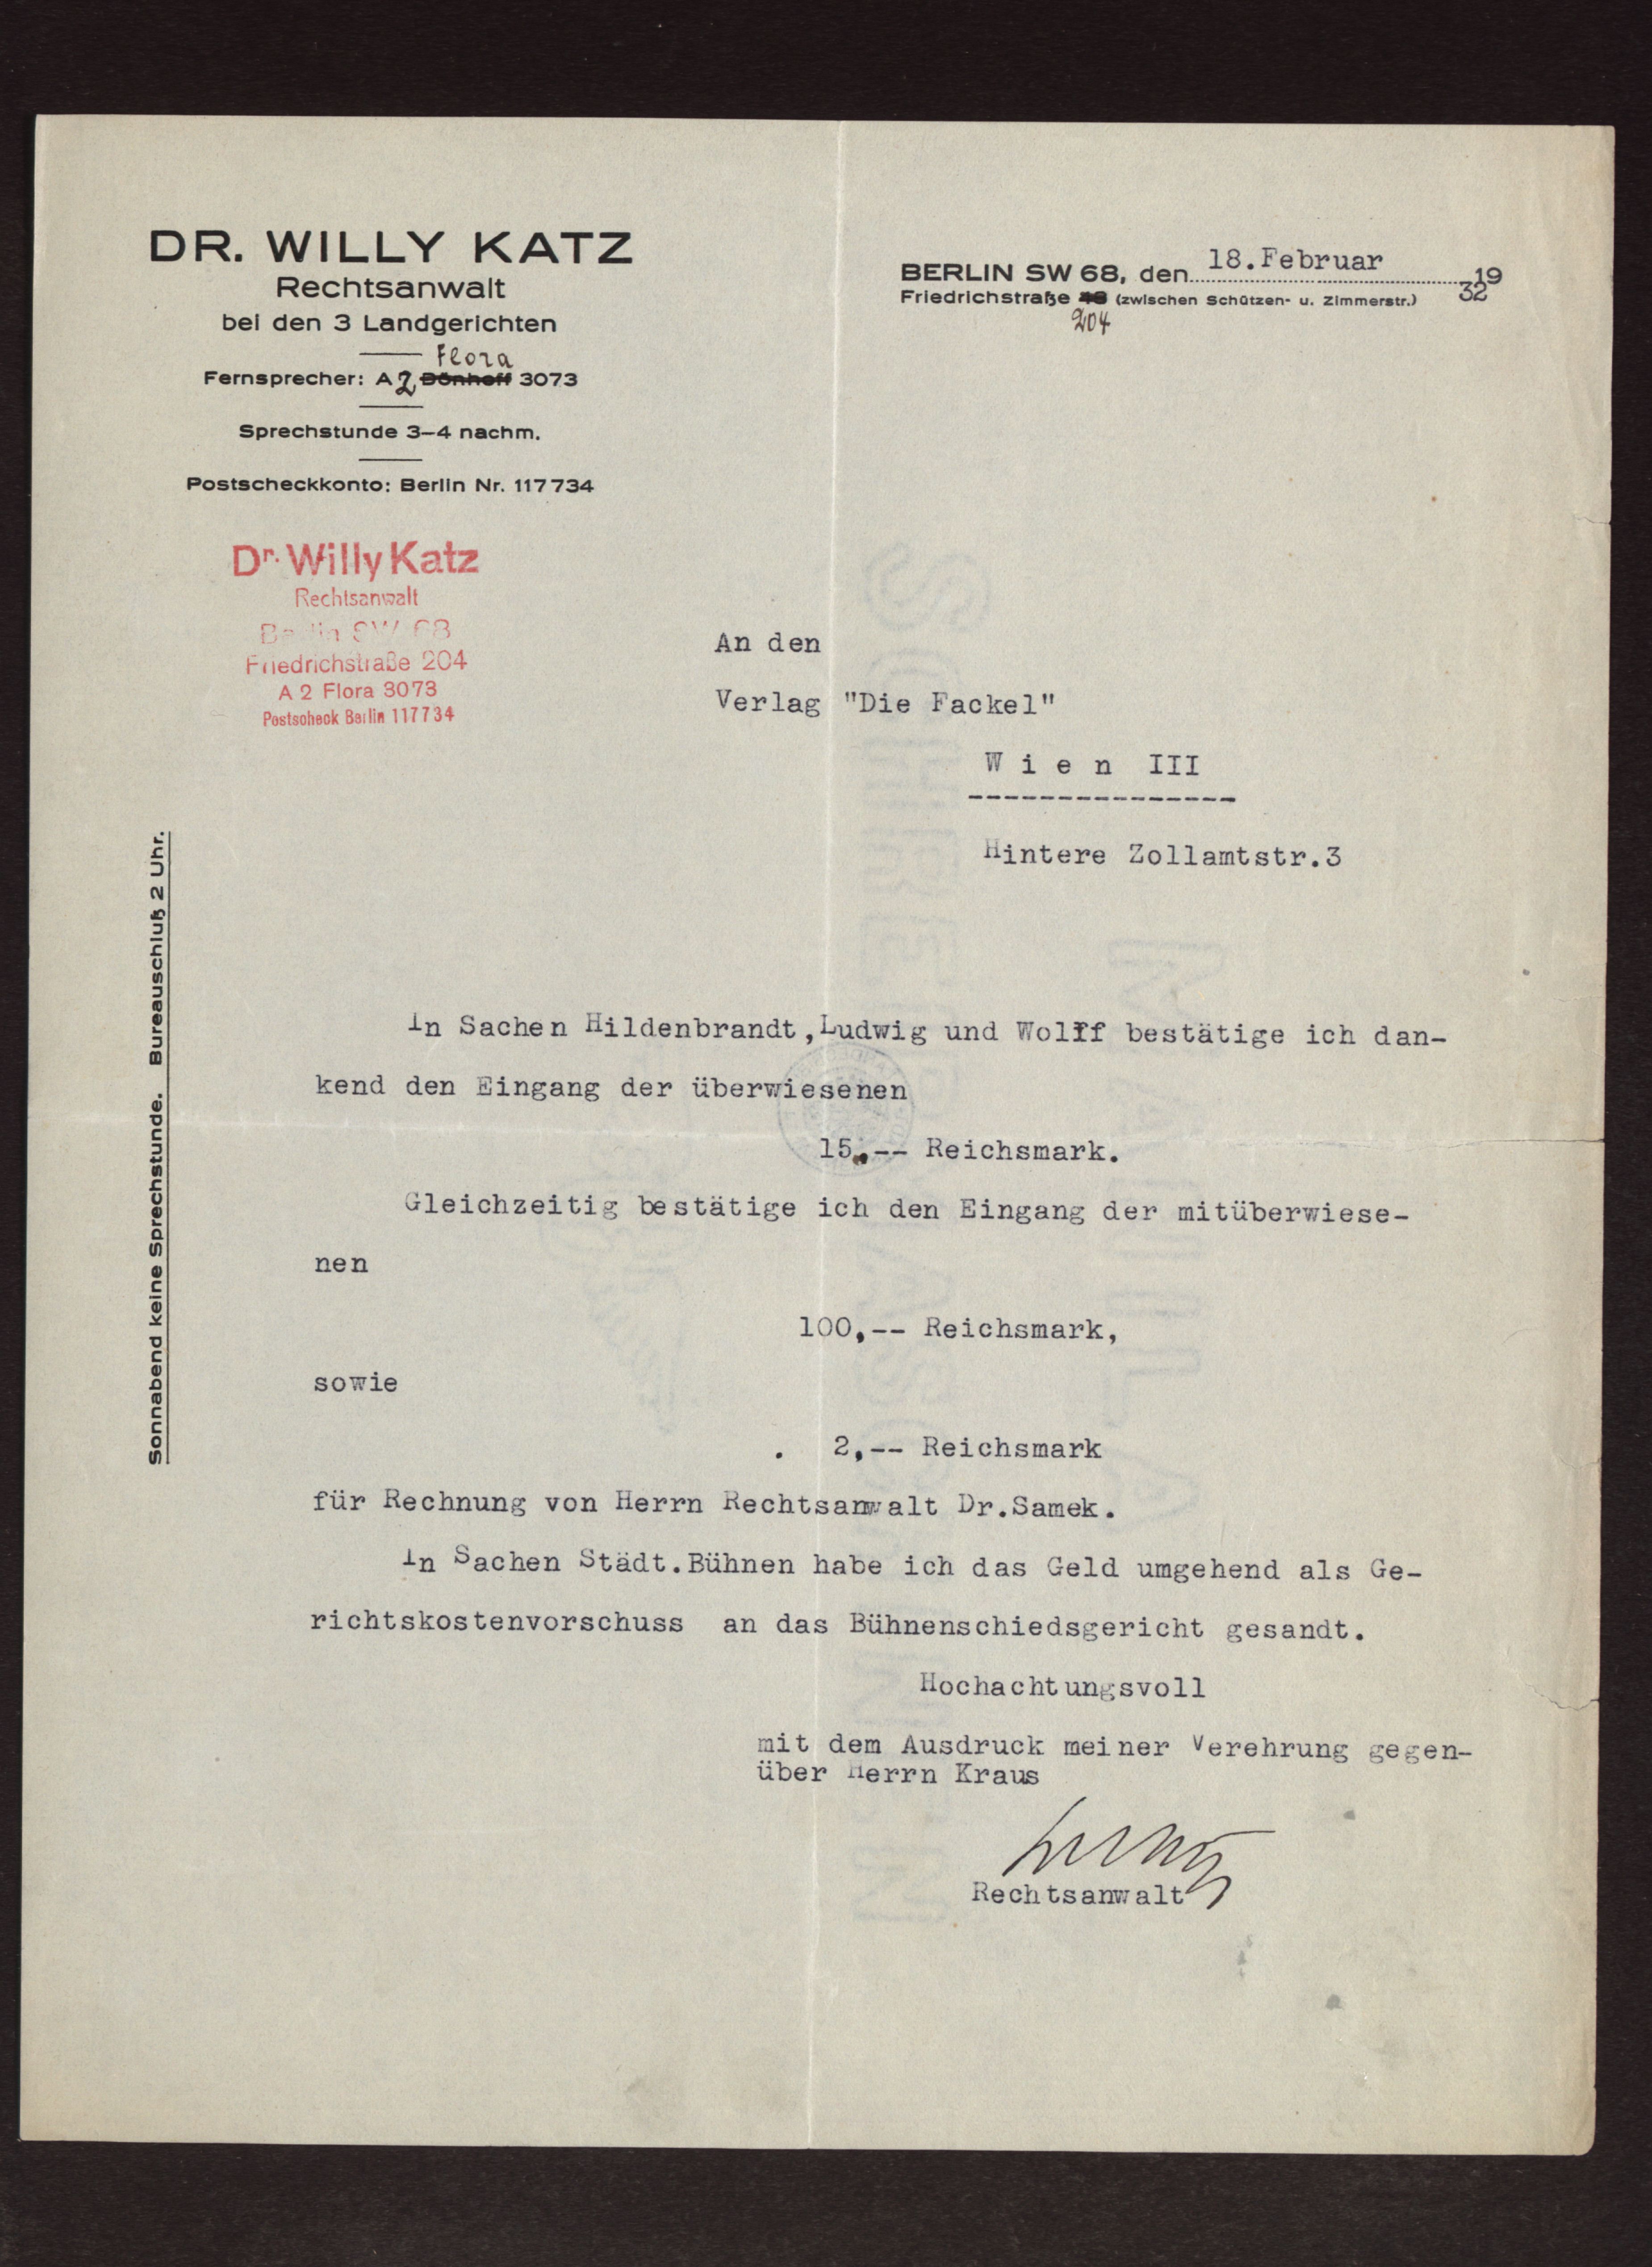 DR. WILLY KATZ
Rechtsanwalt
bei den 3 Landgerichten
Flora
Fernsprecher: A 2, Dönhoff 3073
Sprechstunde 3–4 nachm.
Postscheckkonto: Berlin Nr. 117734
BERLIN SW 68, den 18.Februar 19
32
Friedrichstraße 48 (zwischen Schützen- u. Zimmerstr.)
204
Dr. Willy Katz
Rechtsanwalt
Berlin SW 68
Friedrichstraße 204
A 2 Flora 3073
Postscheck Berlin 117734
An den
Verlag "Die Fackel"
W i e n III
---------------
Hintere Zollamtstr.3
Sonnabend keine Sprechstunde. Bureauschluß 2 Uhr.
In Sachen Hildenbrandt,Ludwig und Wolff bestätige ich dan-
kend den Eingang der überwiesenen
15,-- Reichsmark.
Gleichzeitig bestätige ich den Eingang der mitüberwiese-
nen
100,-- Reichsmark,
sowie
. 2,-- Reichsmark
für Rechnung von Herrn Rechtsanwalt Dr.Samek.
In Sachen Städt.Bühnen habe ich das Geld umgehend als Ge-
richtskostenvorschuss an das Bühnenschiedsgericht gesandt.
Hochachtungsvoll
mit dem Ausdruck meiner Verehrung gegen-
über Herrn Kraus
Rechtsanwalt